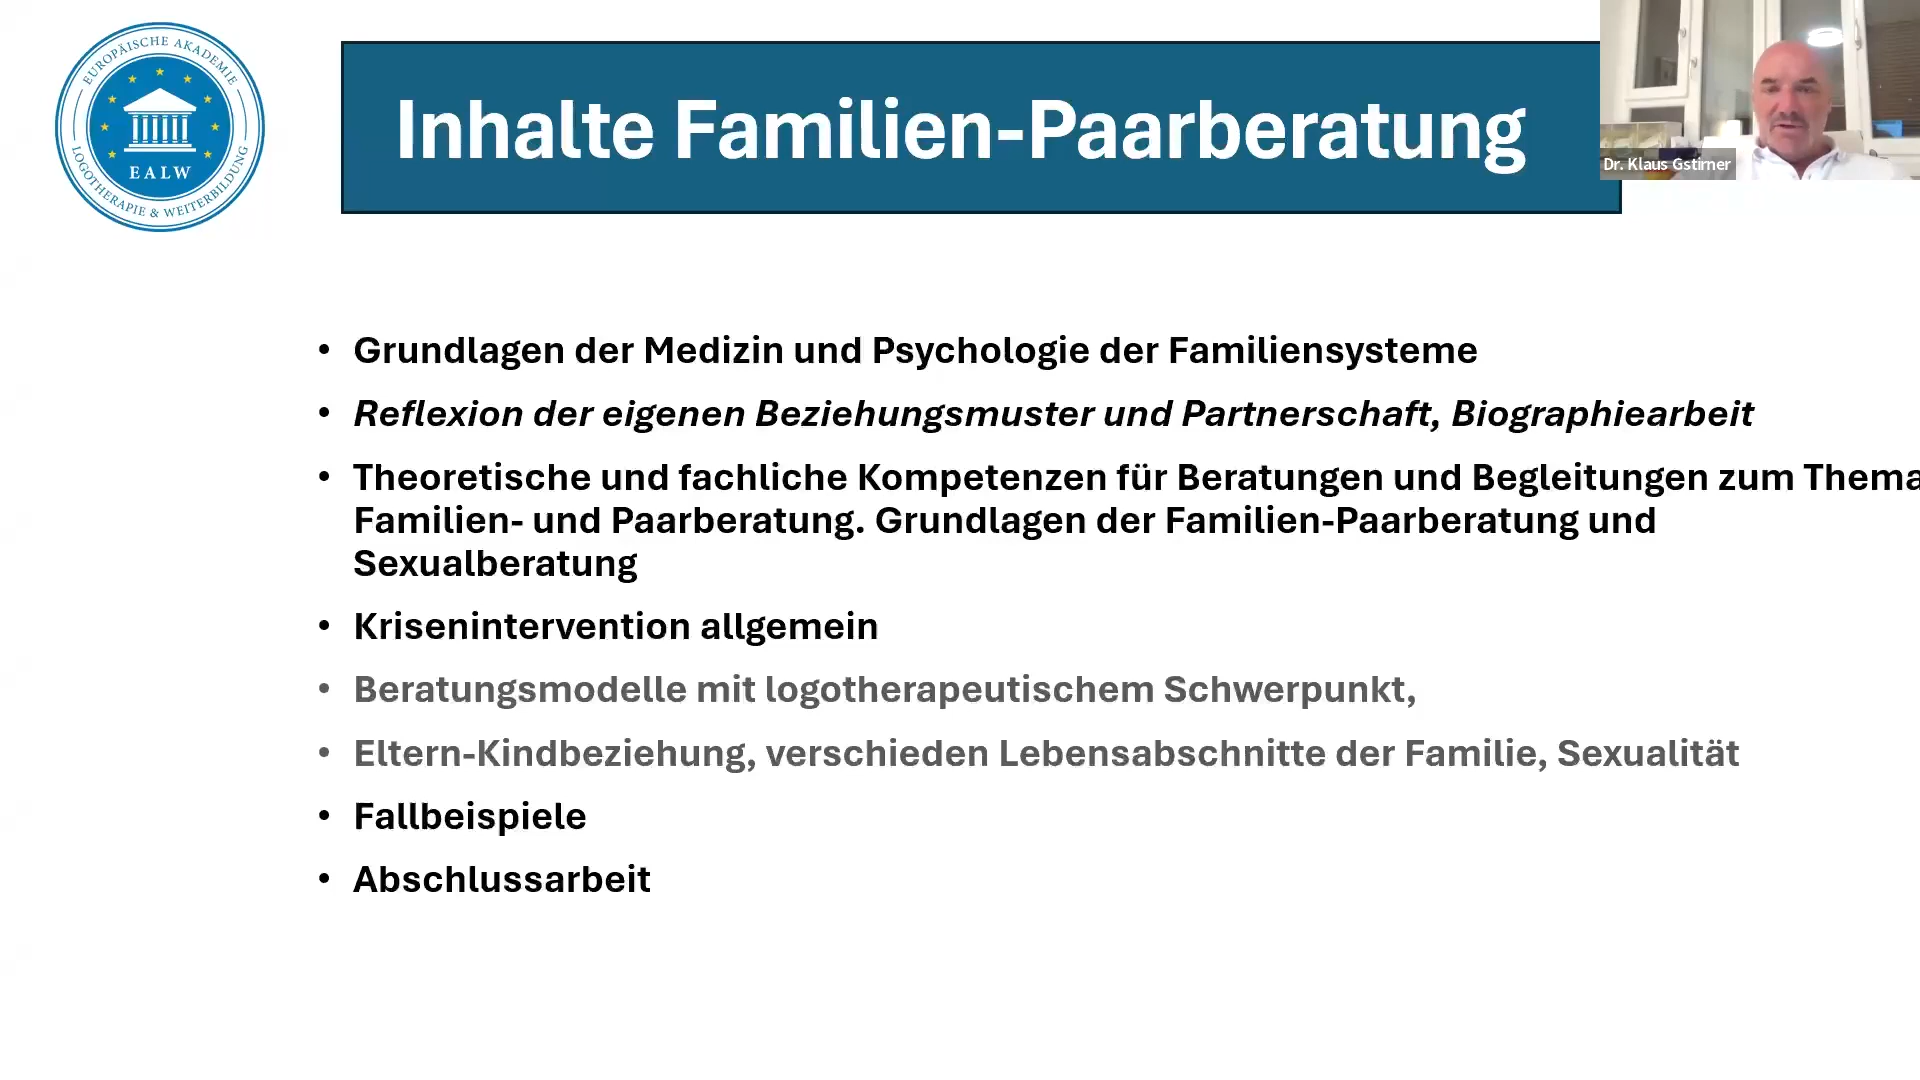 EUROPÄISCHE AKADEMIE
EALW
LOGOTHERAPIE & WEITERBILDUNG
Inhalte Familien-Paarberatung
Dr. Klaus Gstirner
• Grundlagen der Medizin und Psychologie der Familiensysteme
• Reflexion der eigenen Beziehungsmuster und Partnerschaft, Biographiearbeit
• Theoretische und fachliche Kompetenzen für Beratungen und Begleitungen zum Thema
Familien- und Paarberatung. Grundlagen der Familien-Paarberatung und
Sexualberatung
• Krisenintervention allgemein
• Beratungsmodelle mit logotherapeutischem Schwerpunkt,
• Eltern-Kindbeziehung, verschieden Lebensabschnitte der Familie, Sexualität
• Fallbeispiele
• Abschlussarbeit